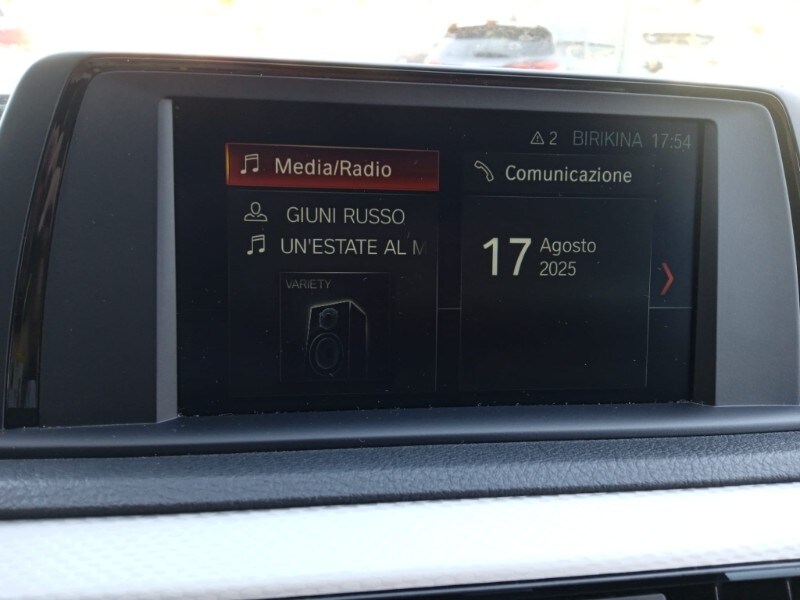 2 BIRIKINA 17:54
Media/Radio
GIUNI RUSSO
UN'ESTATE AL M
VARIETY
Comunicazione
17 Agosto
2025